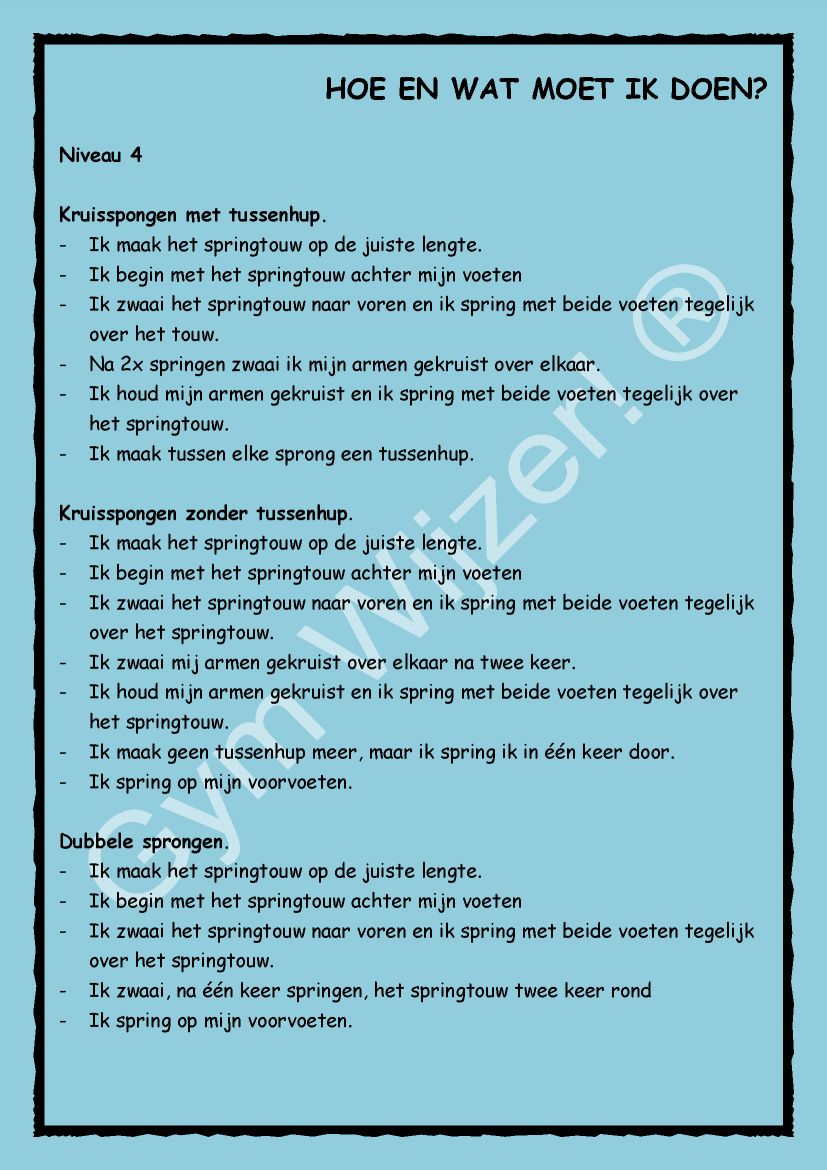 HOE EN WAT MOET IK DOEN?
Niveau 4
Kruisspongen met tussenhup.
- Ik maak het springtouw op de juiste lengte.
- Ik begin met het springtouw achter mijn voeten
- Ik zwaai het springtouw naar voren en ik spring met beide voeten tegelijk
over het touw.
- Na 2x springen zwaai ik mijn armen gekruist over elkaar.
- Ik houd mijn armen gekruist en ik spring met beide voeten tegelijk over
het springtouw.
- Ik maak tussen elke sprong een tussenhup.
Kruisspongen zonder tussenhup.
- Ik maak het springtouw op de juiste lengte.
- Ik begin met het springtouw achter mijn voeten
- Ik zwaai het springtouw naar voren en ik spring met beide voeten tegelijk
over het springtouw.
- Ik zwaai mij armen gekruist over elkaar na twee keer.
- Ik houd mijn armen gekruist en ik spring met beide voeten tegelijk over
het springtouw.
- Ik maak geen tussenhup meer, maar ik spring ik in één keer door.
- Ik spring op mijn voorvoeten.
Dubbele sprongen.
- Ik maak het springtouw op de juiste lengte.
- Ik begin met het springtouw achter mijn voeten
- Ik zwaai het springtouw naar voren en ik spring met beide voeten tegelijk
over het springtouw.
- Ik zwaai, na één keer springen, het springtouw twee keer rond
- Ik spring op mijn voorvoeten.
Gym Wijzer! ®